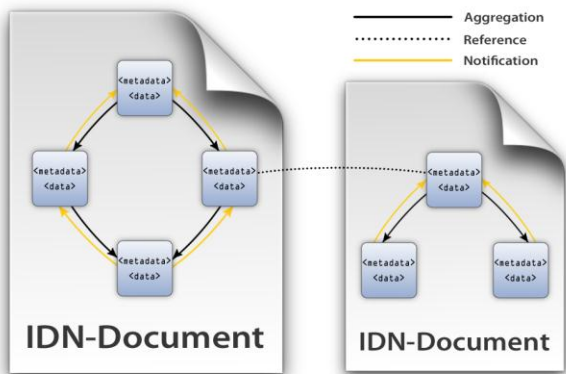 Aggregation
Reference
Notification
<metadata>
<data>
<metadata>
<data>
<metadata>
<data>
<metadata>
<data>
IDN-Document
<metadata>
<data>
<metadata>
<data>
<metadata>
<data>
IDN-Document